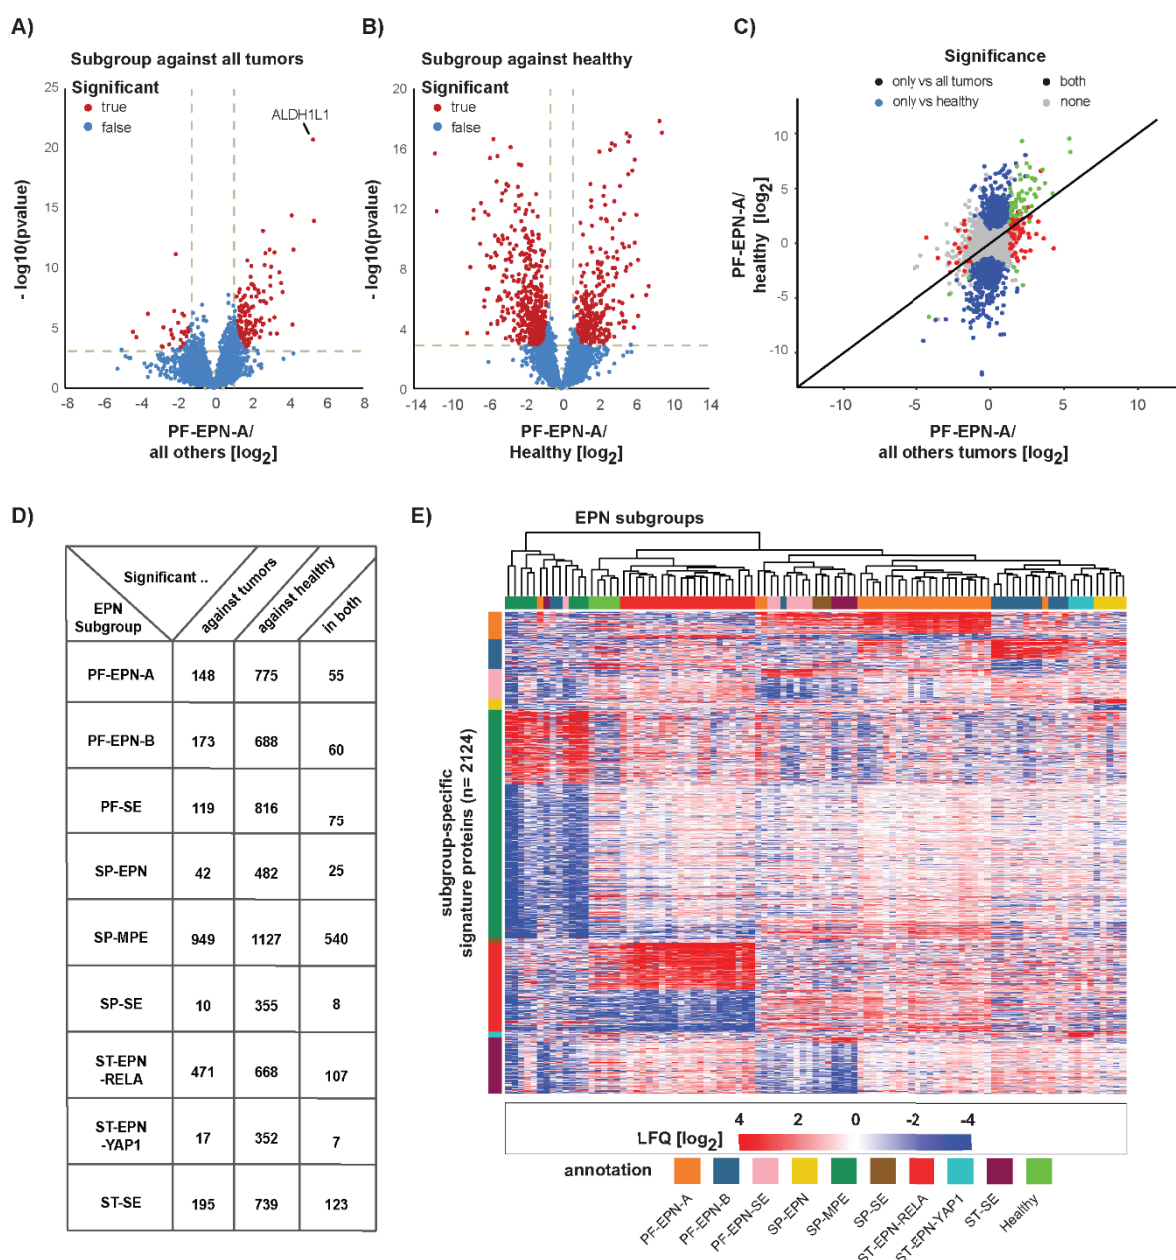 A)
Subgroup against all tumors
Significant
true
false
ALDH1L1
25
20
15
10
5
0
- log10(pvalue)
-8 -6 -4 -2 0 2 4 6 8
PF-EPN-A/
all others [log2]
B)
Subgroup against healthy
Significant
true
false
20
16
12
8
4
0
- log10(pvalue)
-14 -10 -6 -2 0 2 6 10 14
PF-EPN-A/
Healthy [log2]
C)
Significance
only vs all tumors both
only vs healthy none
10
5
0
-5
-10
PF-EPN-A/
healthy [log2]
-10 -5 0 5 10
PF-EPN-A/
all others tumors [log2]
D)
Significant ..
EPN
Subgroup
against tumors
against healthy
in both
PF-EPN-A 148 775 55
PF-EPN-B 173 688 60
PF-SE 119 816 75
SP-EPN 42 482 25
SP-MPE 949 1127 540
SP-SE 10 355 8
ST-EPN
-RELA 471 668 107
ST-EPN
-YAP1 17 352 7
ST-SE 195 739 123
E)
EPN subgroups
subgroup-specific
signature proteins (n= 2124)
4 2 0 -2 -4
LFQ [log2]
annotation
PF-EPN-A
PF-EPN-B
PF-EPN-SE
SP-EPN
SP-MPE
SP-SE
ST-EPN-RELA
ST-EPN-YAP1
ST-SE
Healthy